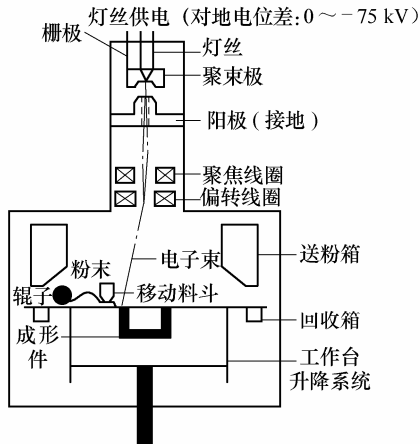 灯丝供电(对地电位差:0～-75 kV)
栅极
灯丝
聚束极
阳极(接地)
聚焦线圈
偏转线圈
送粉箱
电子束
粉末
辊子
移动料斗
成形
件
回收箱
工作台
升降系统